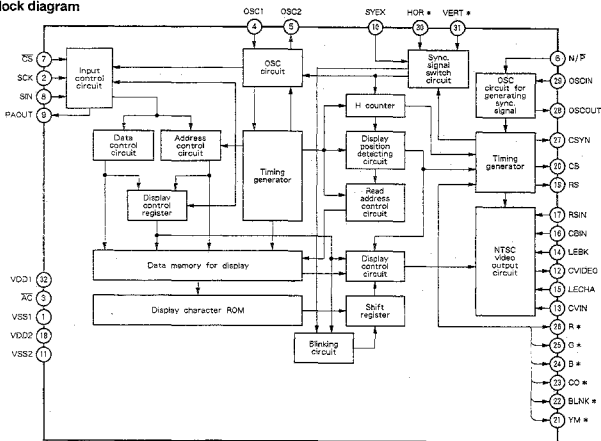 lock diagram
OSC1
OSC2
SYEX
HOR *
VERT *
4
5
10
30
31
CS
7
SCK
2
SIN
8
PAOUT
9
Input
control
circuit
OSC
circuit
Sync.
signal
switch
circuit
6
N/P
OSC
circuit for
generating
sync.
signal
29
OSCIN
28
OSCOUT
H counter
27
CSYN
Data
control
circuit
Address
control
circuit
Display
position
detecting
circuit
Timing
generator
20
CB
19
RS
Timing
generator
Display
control
register
Read
address
control
circuit
17
RSIN
16
CBIN
14
LEBK
12
CVIDEO
15
LECHA
13
CVIN
NTSC
video
output
circuit
Data memory for display
Display
control
circuit
VDD1
32
AC
3
VSS1
1
VDD2
18
VSS2
11
Display character ROM
Shift
register
Blinking
circuit
26
R *
25
G *
24
B *
23
CO *
22
BLNK *
21
YM *